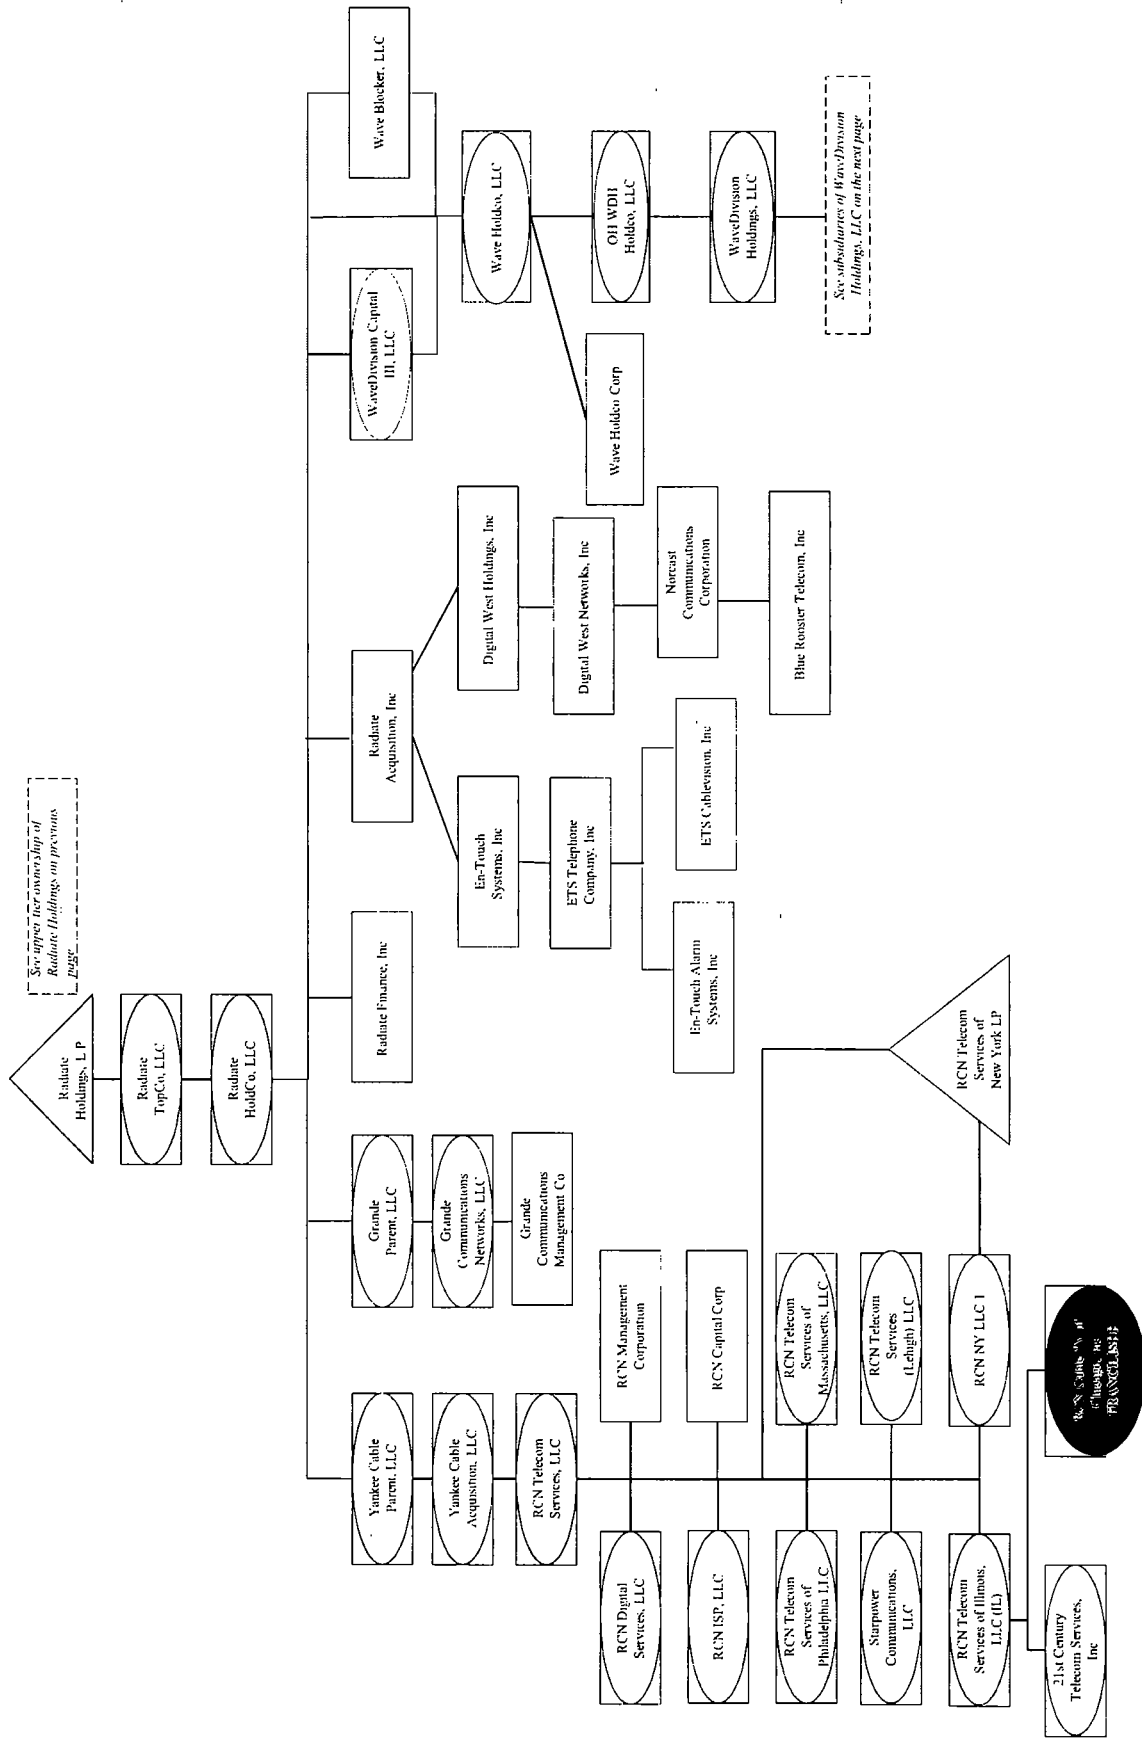 See upper tier ownership of
Radiate Holdings on previous
page
Radiate
Holdings, LP
Radiate
TopCo, LLC
Radiate
HoldCo, LLC
Yankee Cable
Parent, LLC
Grande
Parent, LLC
Radiate Finance, Inc
Radiate
Acquisition, Inc
WaveDivision Capital
III, LLC
Wave Blocker, LLC
Yankee Cable
Acquisition, LLC
Grande
Communications
Networks, LLC
En-Touch
Systems, Inc
Digital West Holdings, Inc
Wave Holdco, LLC
RCN Telecom
Services, LLC
Grande
Communications
Management Co
ETS Telephone
Company, Inc
Digital West Networks, Inc
Wave Holdco Corp
OH WDH
Holdco, LLC
RCN Digital
Services, LLC
RCN Management
Corporation
En-Touch Alarm
Systems, Inc
ETS Cablevision, Inc
Norcast
Communications
Corporation
WaveDivision
Holdings, LLC
RCN ISP, LLC
RCN Capital Corp
Blue Rooster Telecom, Inc
See subsidiaries of WaveDivision
Holdings, LLC on the next page
RCN Telecom
Services of
Philadelphia LLC
RCN Telecom
Services of
Massachusetts, LLC
Starpower
Communications,
LLC
RCN Telecom
Services
(Lehigh) LLC
RCN Telecom
Services of Illinois,
LLC (IL)
RCN NY LLC 1
RCN Telecom
Services of
New York LP
21st Century
Telecom Services,
Inc